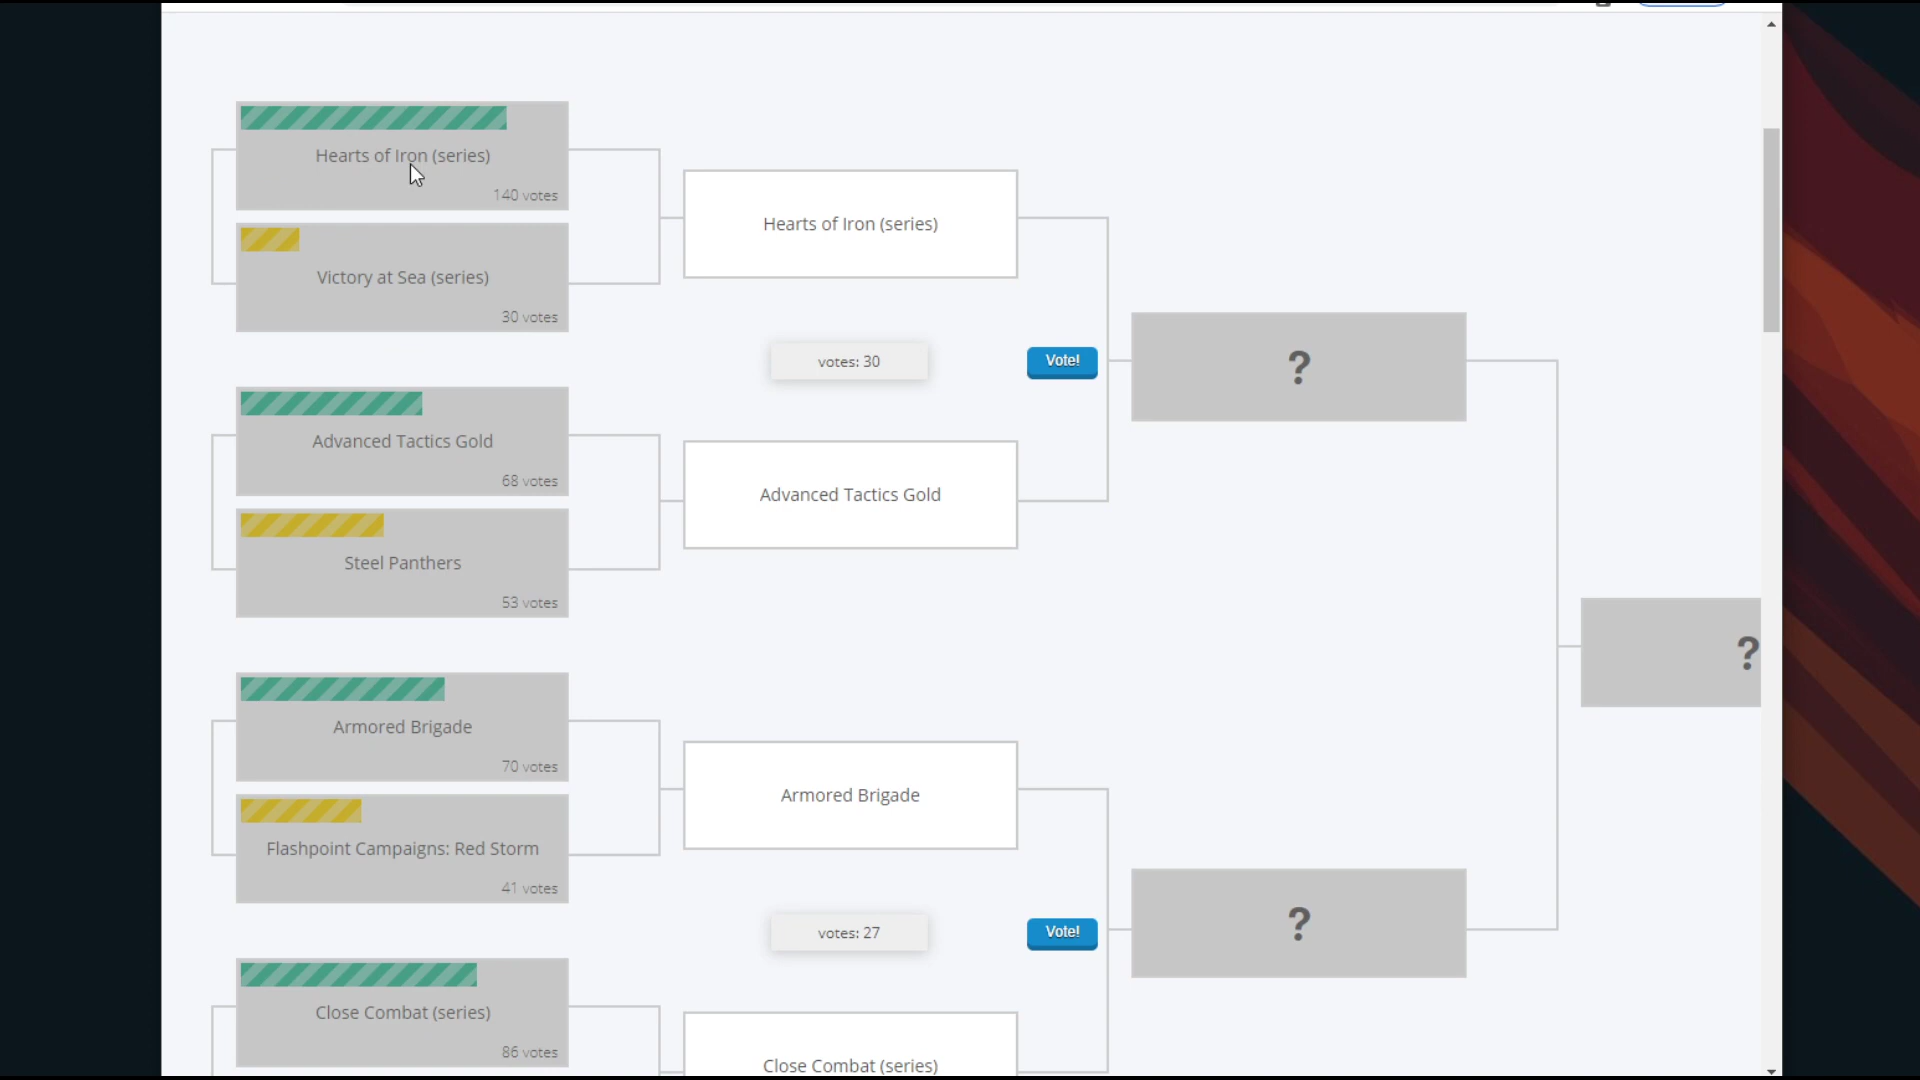 Hearts of Iron (series)
140 votes
Victory at Sea (series)
30 votes
Hearts of Iron (series)
votes: 30
Vote!
?
Advanced Tactics Gold
68 votes
Steel Panthers
53 votes
Advanced Tactics Gold
?
Armored Brigade
70 votes
Flashpoint Campaigns: Red Storm
41 votes
Armored Brigade
votes: 27
Vote!
?
Close Combat (series)
86 votes
Close Combat (series)